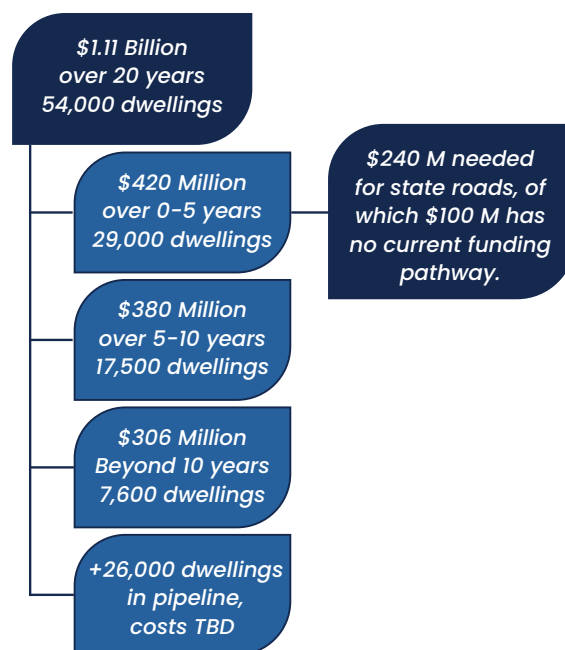 $1.11 Billion
over 20 years
54,000 dwellings
$420 Million
over 0-5 years
29,000 dwellings
$240 M needed
for state roads, of
which $100 M has
no current funding
pathway.
$380 Million
over 5-10 years
17,500 dwellings
$306 Million
Beyond 10 years
7,600 dwellings
+26,000 dwellings
in pipeline,
costs TBD